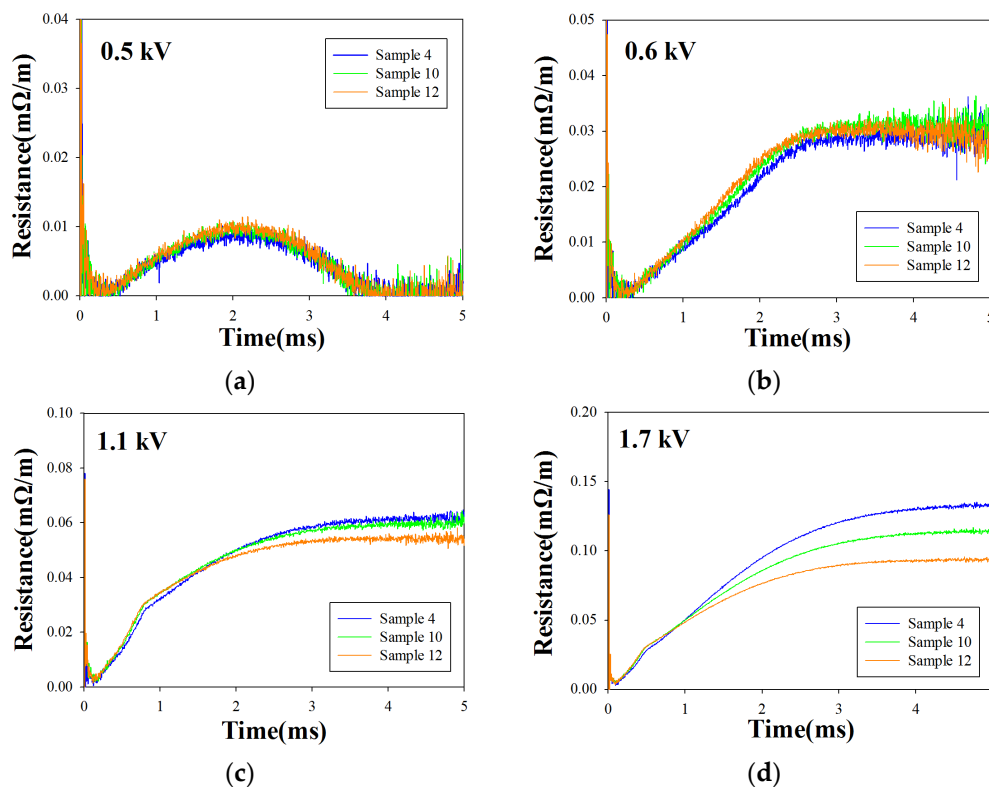 0.5 kV
Resistance(mΩ/m)
0.04
0.03
0.02
0.01
0.00
Sample 4
Sample 10
Sample 12
0 1 2 3 4 5
Time(ms)
(a)
0.6 kV
Resistance(mΩ/m)
0.05
0.04
0.03
0.02
0.01
0.00
Sample 4
Sample 10
Sample 12
0 1 2 3 4 5
Time(ms)
(b)
1.1 kV
Resistance(mΩ/m)
0.10
0.08
0.06
0.04
0.02
0.00
Sample 4
Sample 10
Sample 12
0 1 2 3 4 5
Time(ms)
(c)
1.7 kV
Resistance(mΩ/m)
0.20
0.15
0.10
0.05
0.00
Sample 4
Sample 10
Sample 12
0 1 2 3 4
Time(ms)
(d)